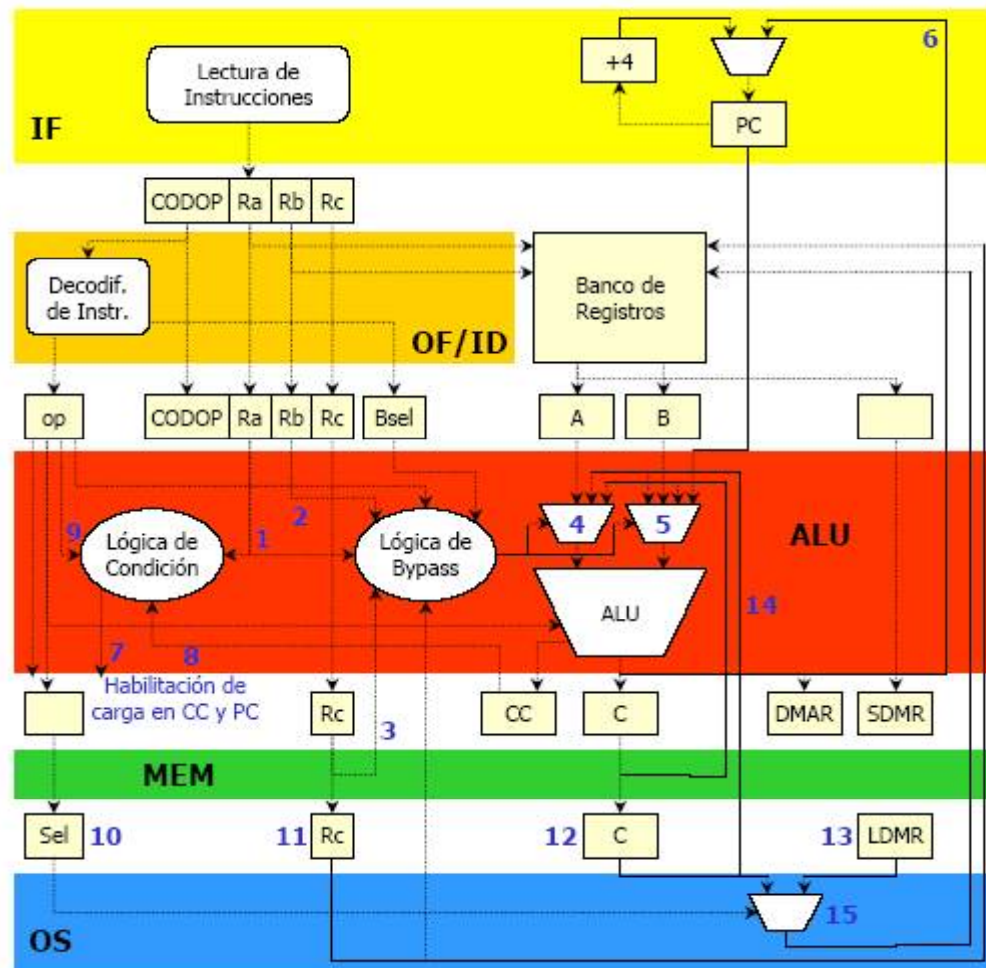 6
+4
Lectura de
Instrucciones
PC
IF
CODOP Ra Rb Rc
Decodif.
de Instr.
Banco de
Registros
OF/ID
op
CODOP Ra Rb Rc
Bsel
A
B
9
1
2
4
5
ALU
Lógica de
Condición
Lógica de
Bypass
ALU
14
7
8
Habilitación de
carga en CC y PC
Rc
3
CC
C
DMAR
SDMR
MEM
Sel
10
11
Rc
12
C
13
LDMR
15
OS